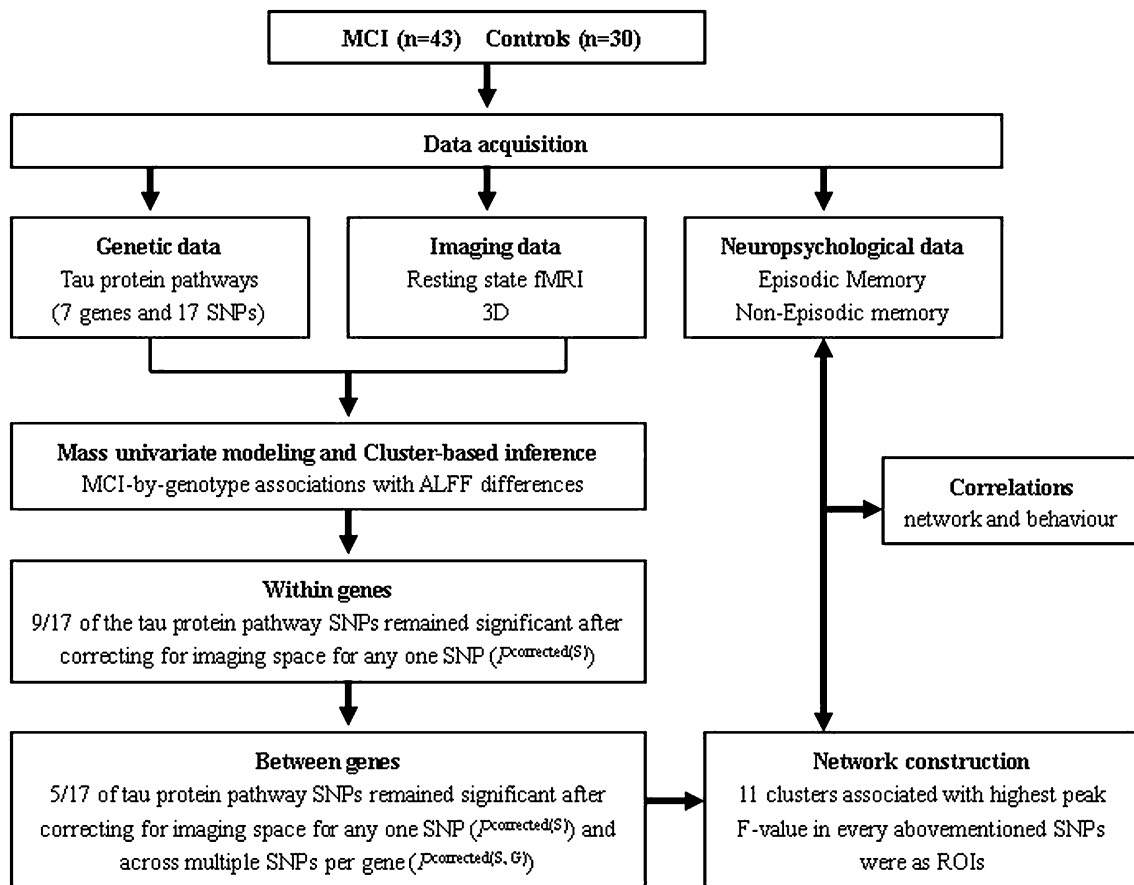 MCI (n=43) Controls (n=30)
Data acquisition
Genetic data
Tau protein pathways
(7 genes and 17 SNPs)
Imaging data
Resting state fMRI
3D
Neuropsychological data
Episodic Memory
Non-Episodic memory
Mass univariate modeling and Cluster-based inference
MCI-by-genotype associations with ALFF differences
Correlations
network and behaviour
Within genes
9/17 of the tau protein pathway SNPs remained significant after
correcting for imaging space for any one SNP (Pcorrected(S))
Between genes
5/17 of tau protein pathway SNPs remained significant after
correcting for imaging space for any one SNP (Pcorrected(S)) and
across multiple SNPs per gene (Pcorrected(S, G))
Network construction
11 clusters associated with highest peak
F-value in every abovementioned SNPs
were as ROIs